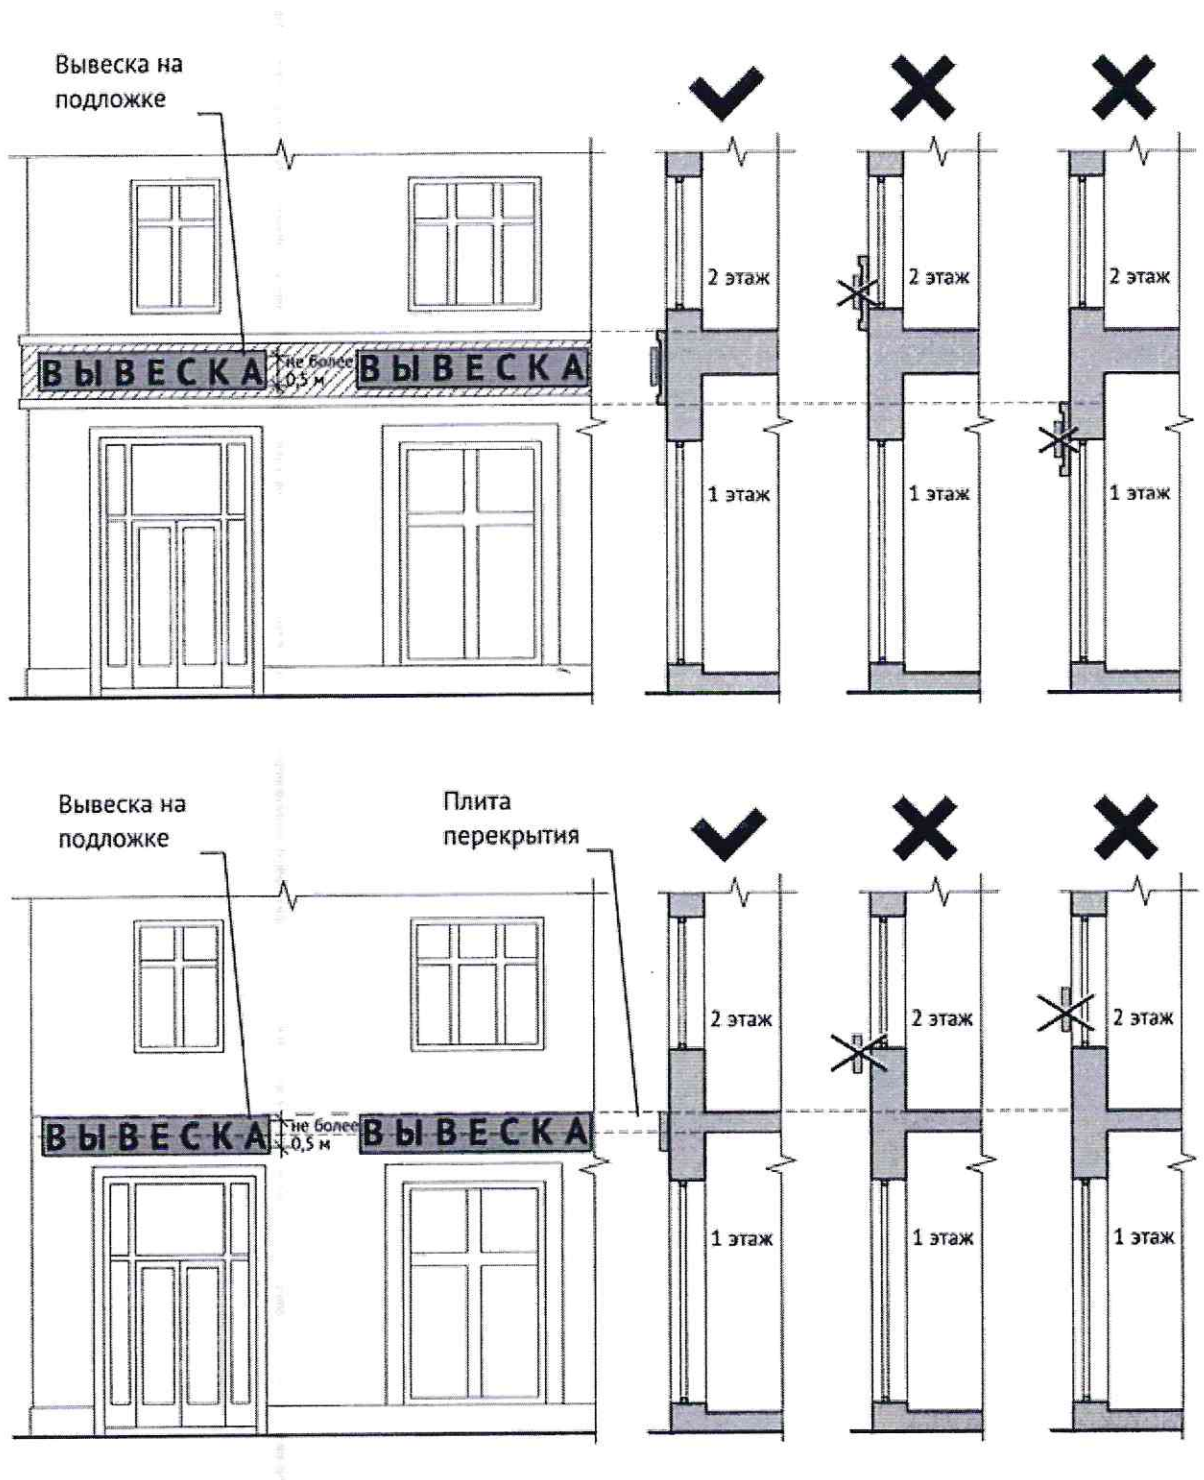 Вывеска на
подложке
2 этаж
2 этаж
2 этаж
ВЫВЕСКА
не более
0,5 м
ВЫВЕСКА
1 этаж
1 этаж
1 этаж
Вывеска на
подложке
Плита
перекрытия
2 этаж
2 этаж
2 этаж
ВЫВЕСКА
не более
0,5 м
ВЫВЕСКА
1 этаж
1 этаж
1 этаж